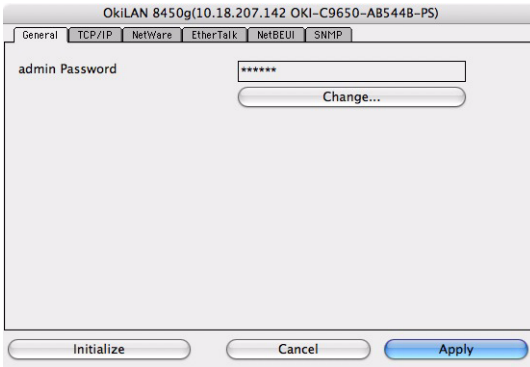 OkiLAN 8450g(10.18.207.142 OKI-C9650-AB544B-PS)
General TCP/IP NetWare EtherTalk NetBEUI SNMP
admin Password ******
Change...
Initialize Cancel Apply